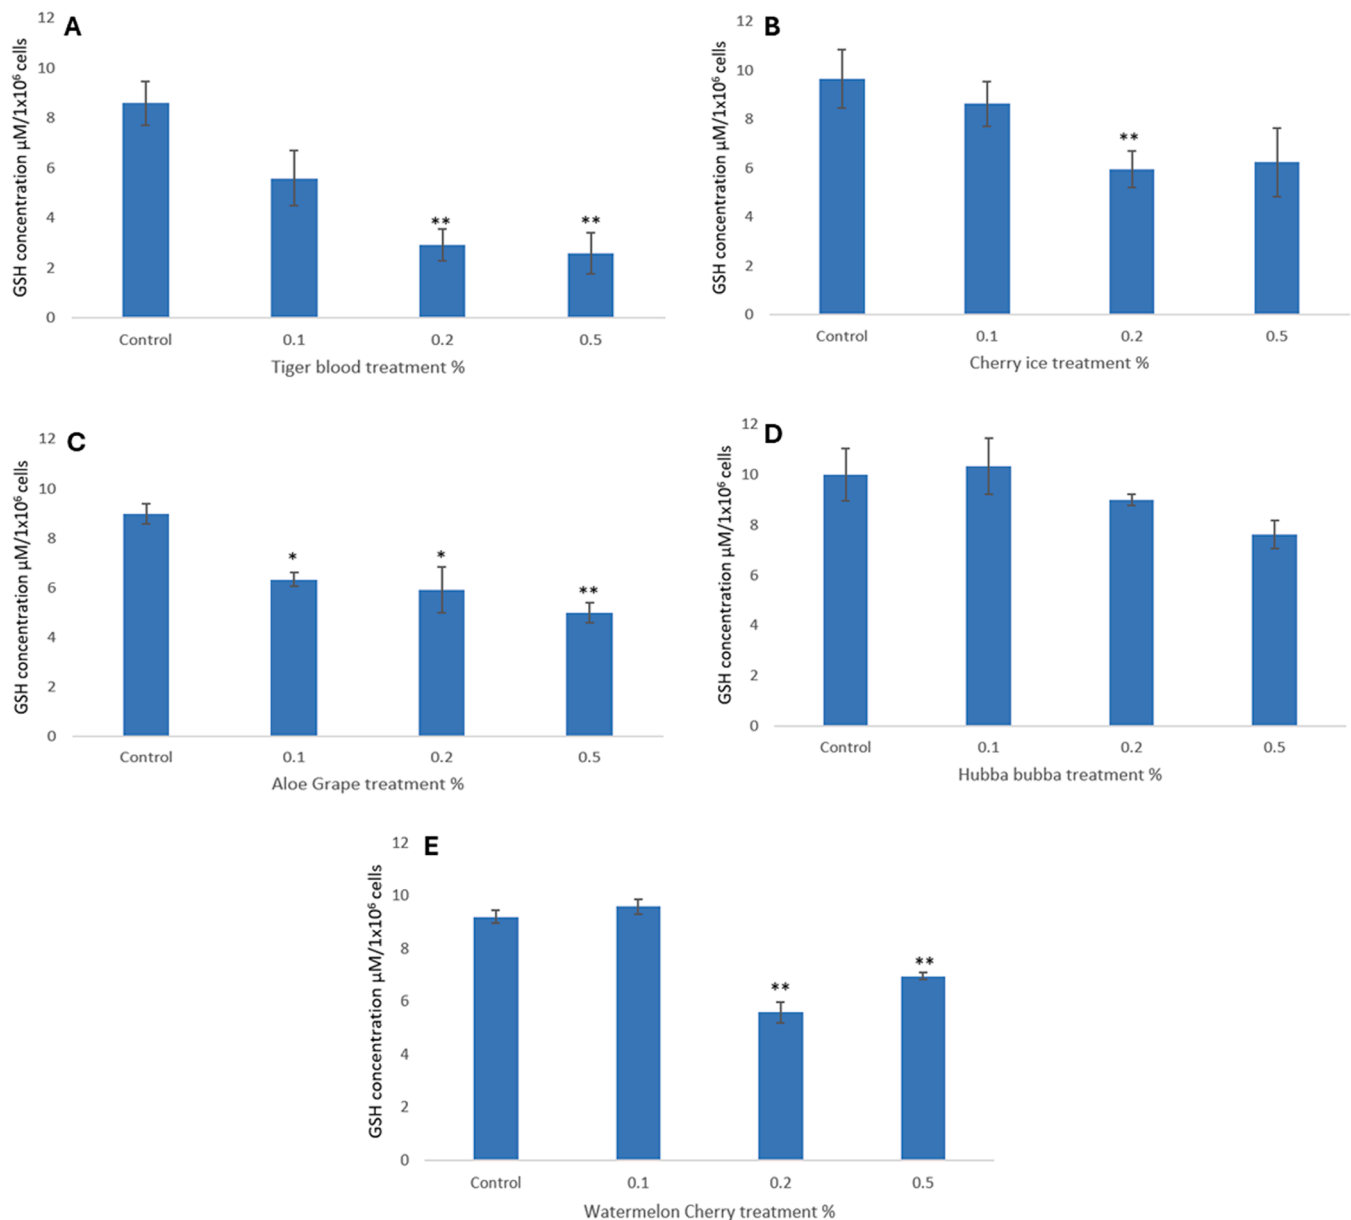 A
GSH concentration µM/1x10⁶ cells
12
10
8
6
4
2
0
**
**
Control 0.1 0.2 0.5
Tiger blood treatment %
B
GSH concentration µM/1x10⁶ cells
12
10
8
6
4
2
0
**
Control 0.1 0.2 0.5
Cherry ice treatment %
C
GSH concentration µM/1x10⁶ cells
12
10
8
6
4
2
0
*
*
**
Control 0.1 0.2 0.5
Aloe Grape treatment %
D
GSH concentration µM/1x10⁶ cells
12
10
8
6
4
2
0
Control 0.1 0.2 0.5
Hubba bubba treatment %
E
GSH concentration µM/1x10⁶ cells
12
10
8
6
4
2
0
**
**
Control 0.1 0.2 0.5
Watermelon Cherry treatment %